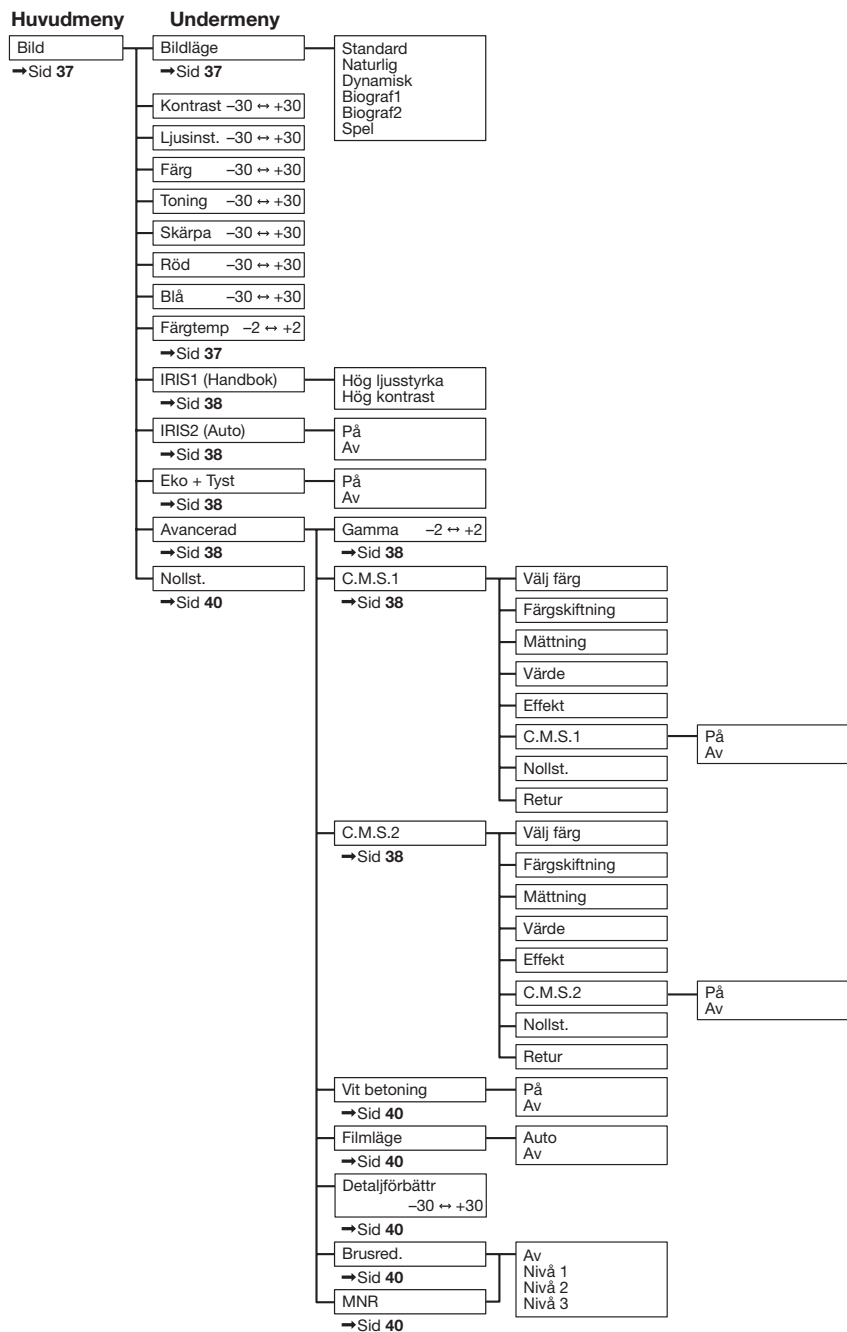 Huvudmeny Undermeny
Bild
➞Sid 37
Bildläge
➞Sid 37
Standard
Naturlig
Dynamisk
Biograf1
Biograf2
Spel
Kontrast –30 ↔ +30
Ljusinst. –30 ↔ +30
Färg –30 ↔ +30
Toning –30 ↔ +30
Skärpa –30 ↔ +30
Röd –30 ↔ +30
Blå –30 ↔ +30
Färgtemp –2 ↔ +2
➞Sid 37
IRIS1 (Handbok)
➞Sid 38
Hög ljusstyrka
Hög kontrast
IRIS2 (Auto)
➞Sid 38
På
Av
Eko + Tyst
➞Sid 38
På
Av
Avancerad
➞Sid 38
Nollst.
➞Sid 40
Gamma –2 ↔ +2
➞Sid 38
C.M.S.1
➞Sid 38
Välj färg
Färgskiftning
Mättning
Värde
Effekt
C.M.S.1
På
Av
Nollst.
Retur
C.M.S.2
➞Sid 38
Välj färg
Färgskiftning
Mättning
Värde
Effekt
C.M.S.2
På
Av
Nollst.
Retur
Vit betoning
➞Sid 40
På
Av
Filmläge
➞Sid 40
Auto
Av
Detaljförbättr
–30 ↔ +30
➞Sid 40
Brusred.
➞Sid 40
MNR
➞Sid 40
Av
Nivå 1
Nivå 2
Nivå 3